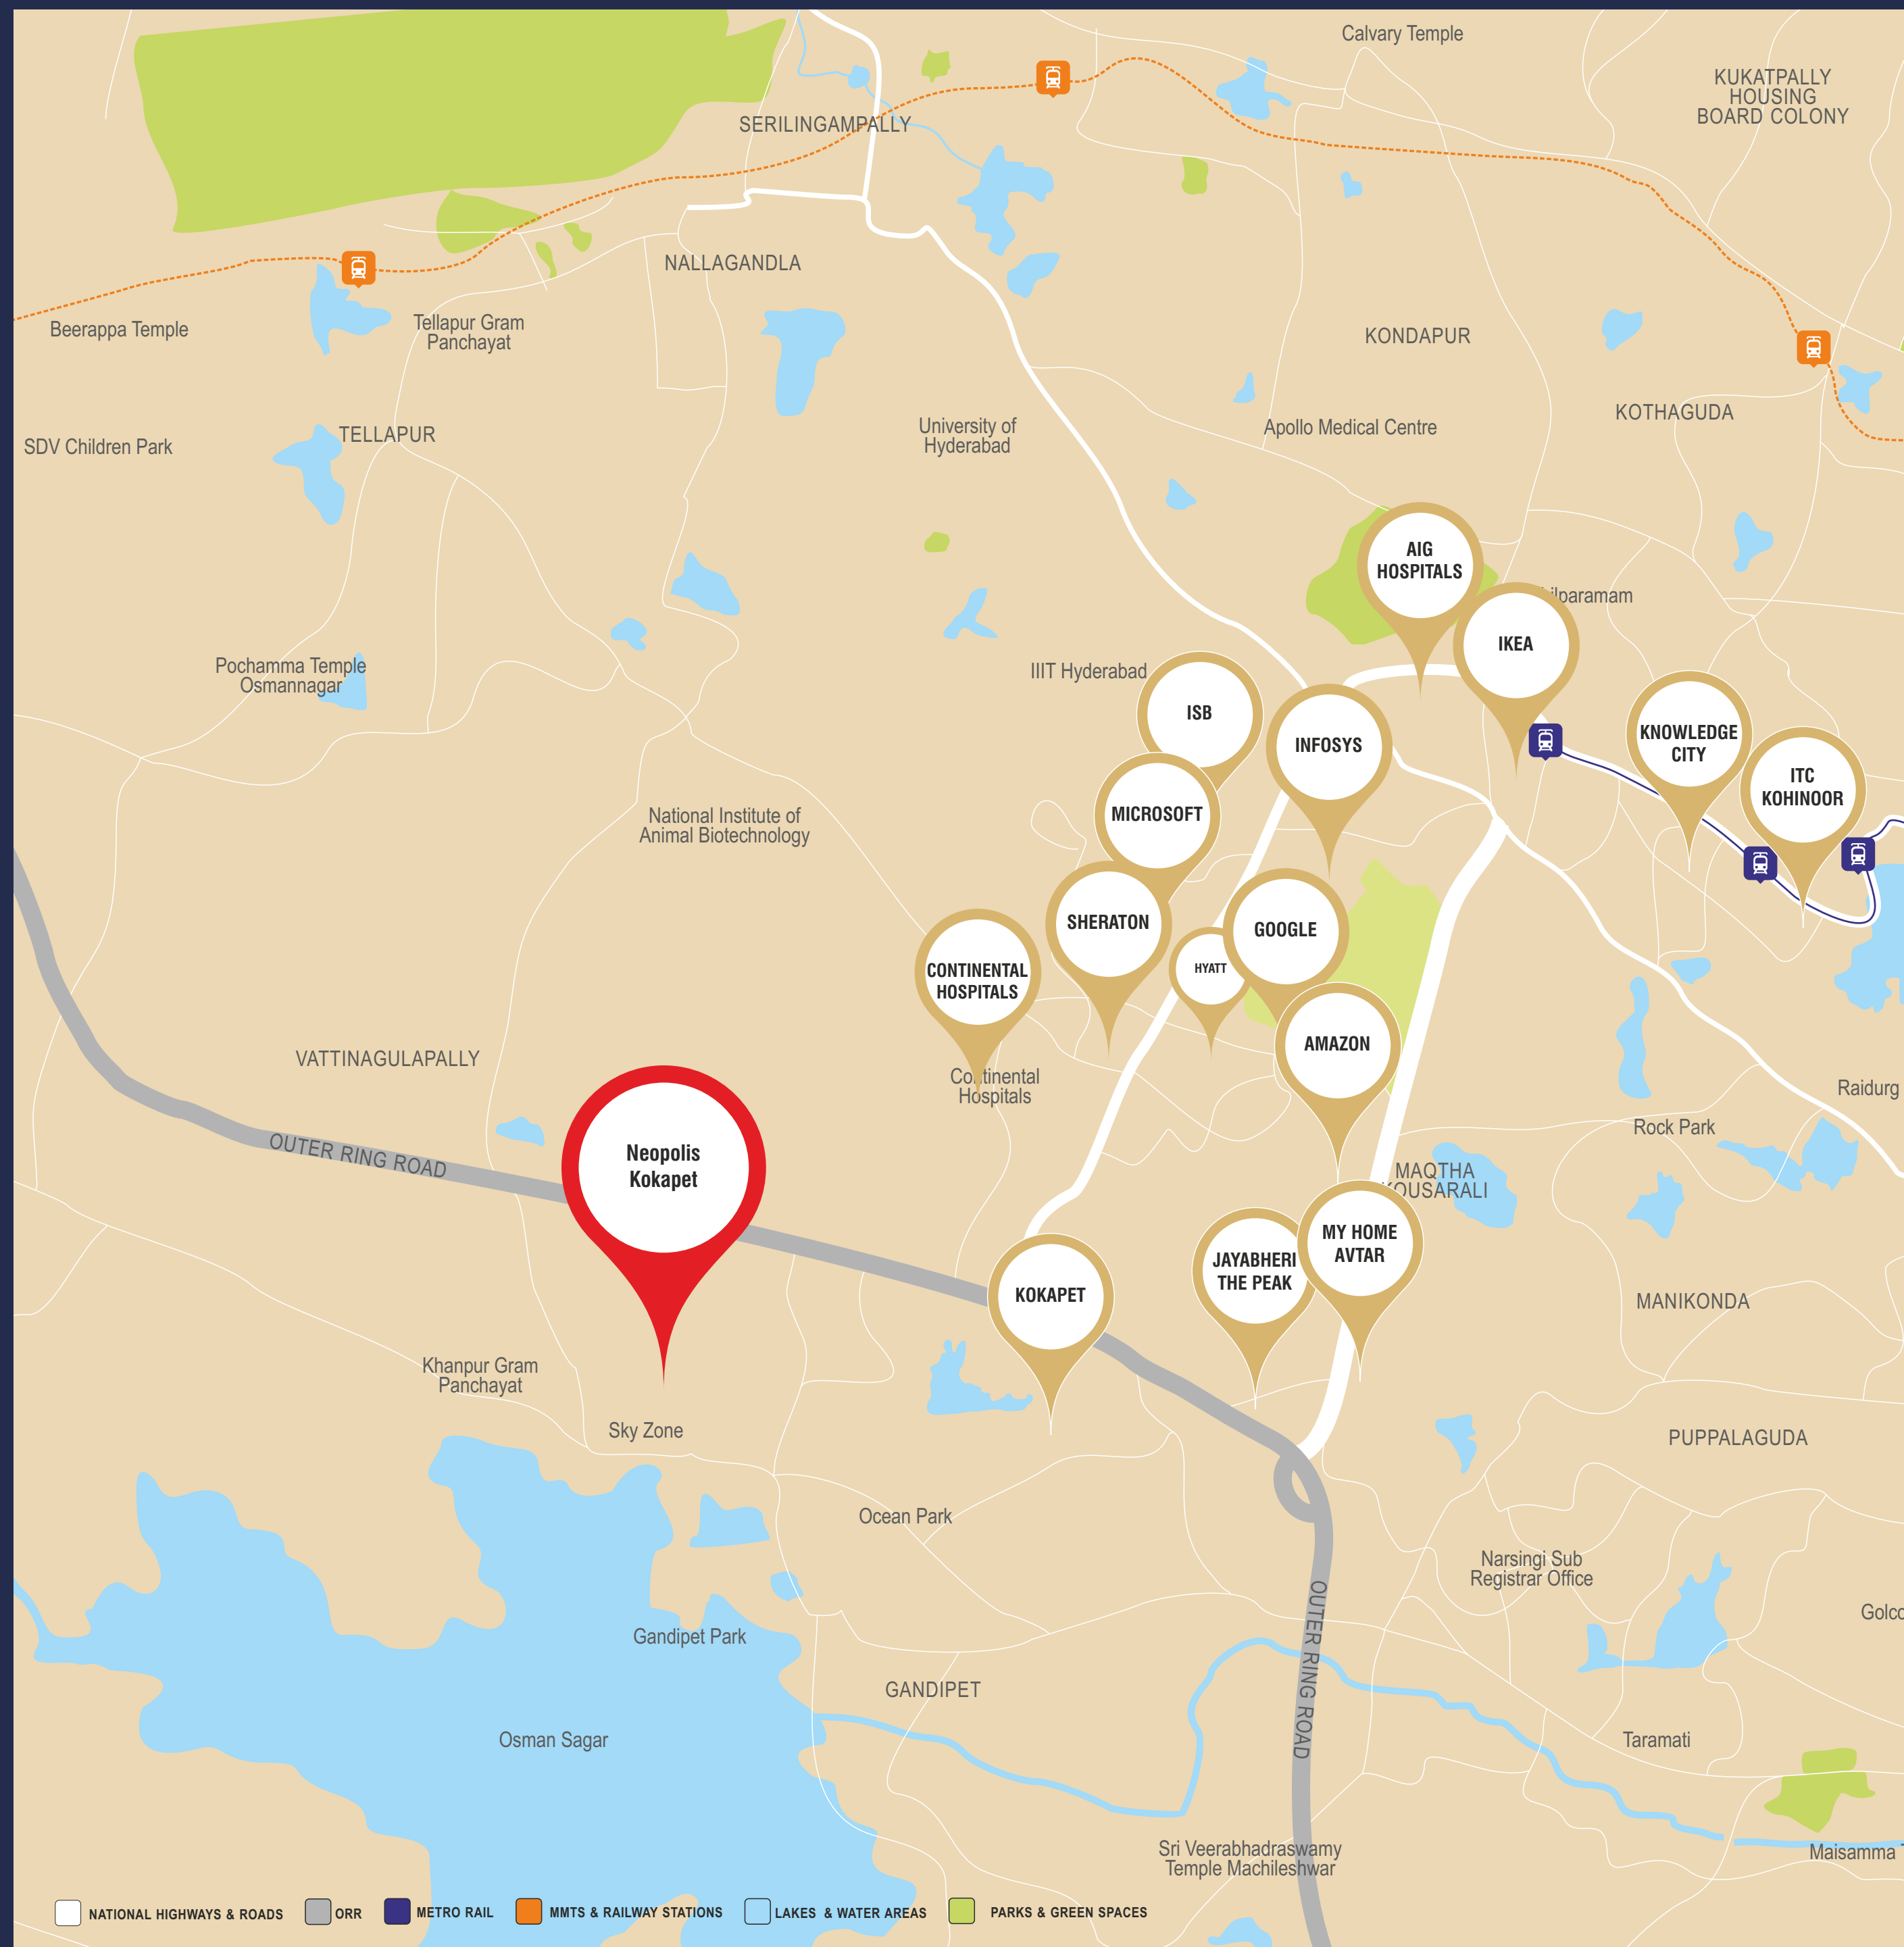 Calvary Temple
KUKATPALLY
HOUSING
BOARD COLONY
SERILINGAMPALLY
NALLAGANDLA
Beerappa Temple
Tellapur Gram
Panchayat
KONDAPUR
KOTHAGUDA
SDV Children Park
TELLAPUR
University of
Hyderabad
Apollo Medical Centre
AIG
HOSPITALS
ilparamam
IKEA
Pochamma Temple
Osmannagar
IIIT Hyderabad
ISB
INFOSYS
KNOWLEDGE
CITY
ITC
KOHINOOR
National Institute of
Animal Biotechnology
MICROSOFT
SHERATON
GOOGLE
HYATT
CONTINENTAL
HOSPITALS
AMAZON
VATTINAGULAPALLY
Continental
Hospitals
Raidurg
Rock Park
OUTER RING ROAD
Neopolis
Kokapet
MAQTHA
KOUSARALI
MY HOME
AVTAR
JAYABHERI
THE PEAK
KOKAPET
MANIKONDA
Khanpur Gram
Panchayat
Sky Zone
PUPPALAGUDA
Ocean Park
Narsingi Sub
Registrar Office
Golco
OUTER RING ROAD
Gandipet Park
GANDIPET
Osman Sagar
Taramati
Sri Veerabhadraswamy
Temple Machileshwar
Maisamma T
NATIONAL HIGHWAYS & ROADS
ORR
METRO RAIL
MMTS & RAILWAY STATIONS
LAKES & WATER AREAS
PARKS & GREEN SPACES